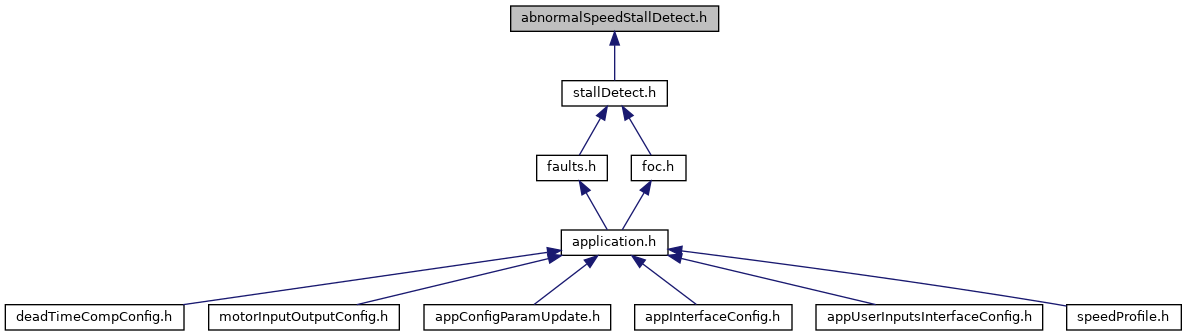 abnormalSpeedStallDetect.h
stallDetect.h
faults.h
foc.h
application.h
deadTimeCompConfig.h
motorInputOutputConfig.h
appConfigParamUpdate.h
appInterfaceConfig.h
appUserInputsInterfaceConfig.h
speedProfile.h